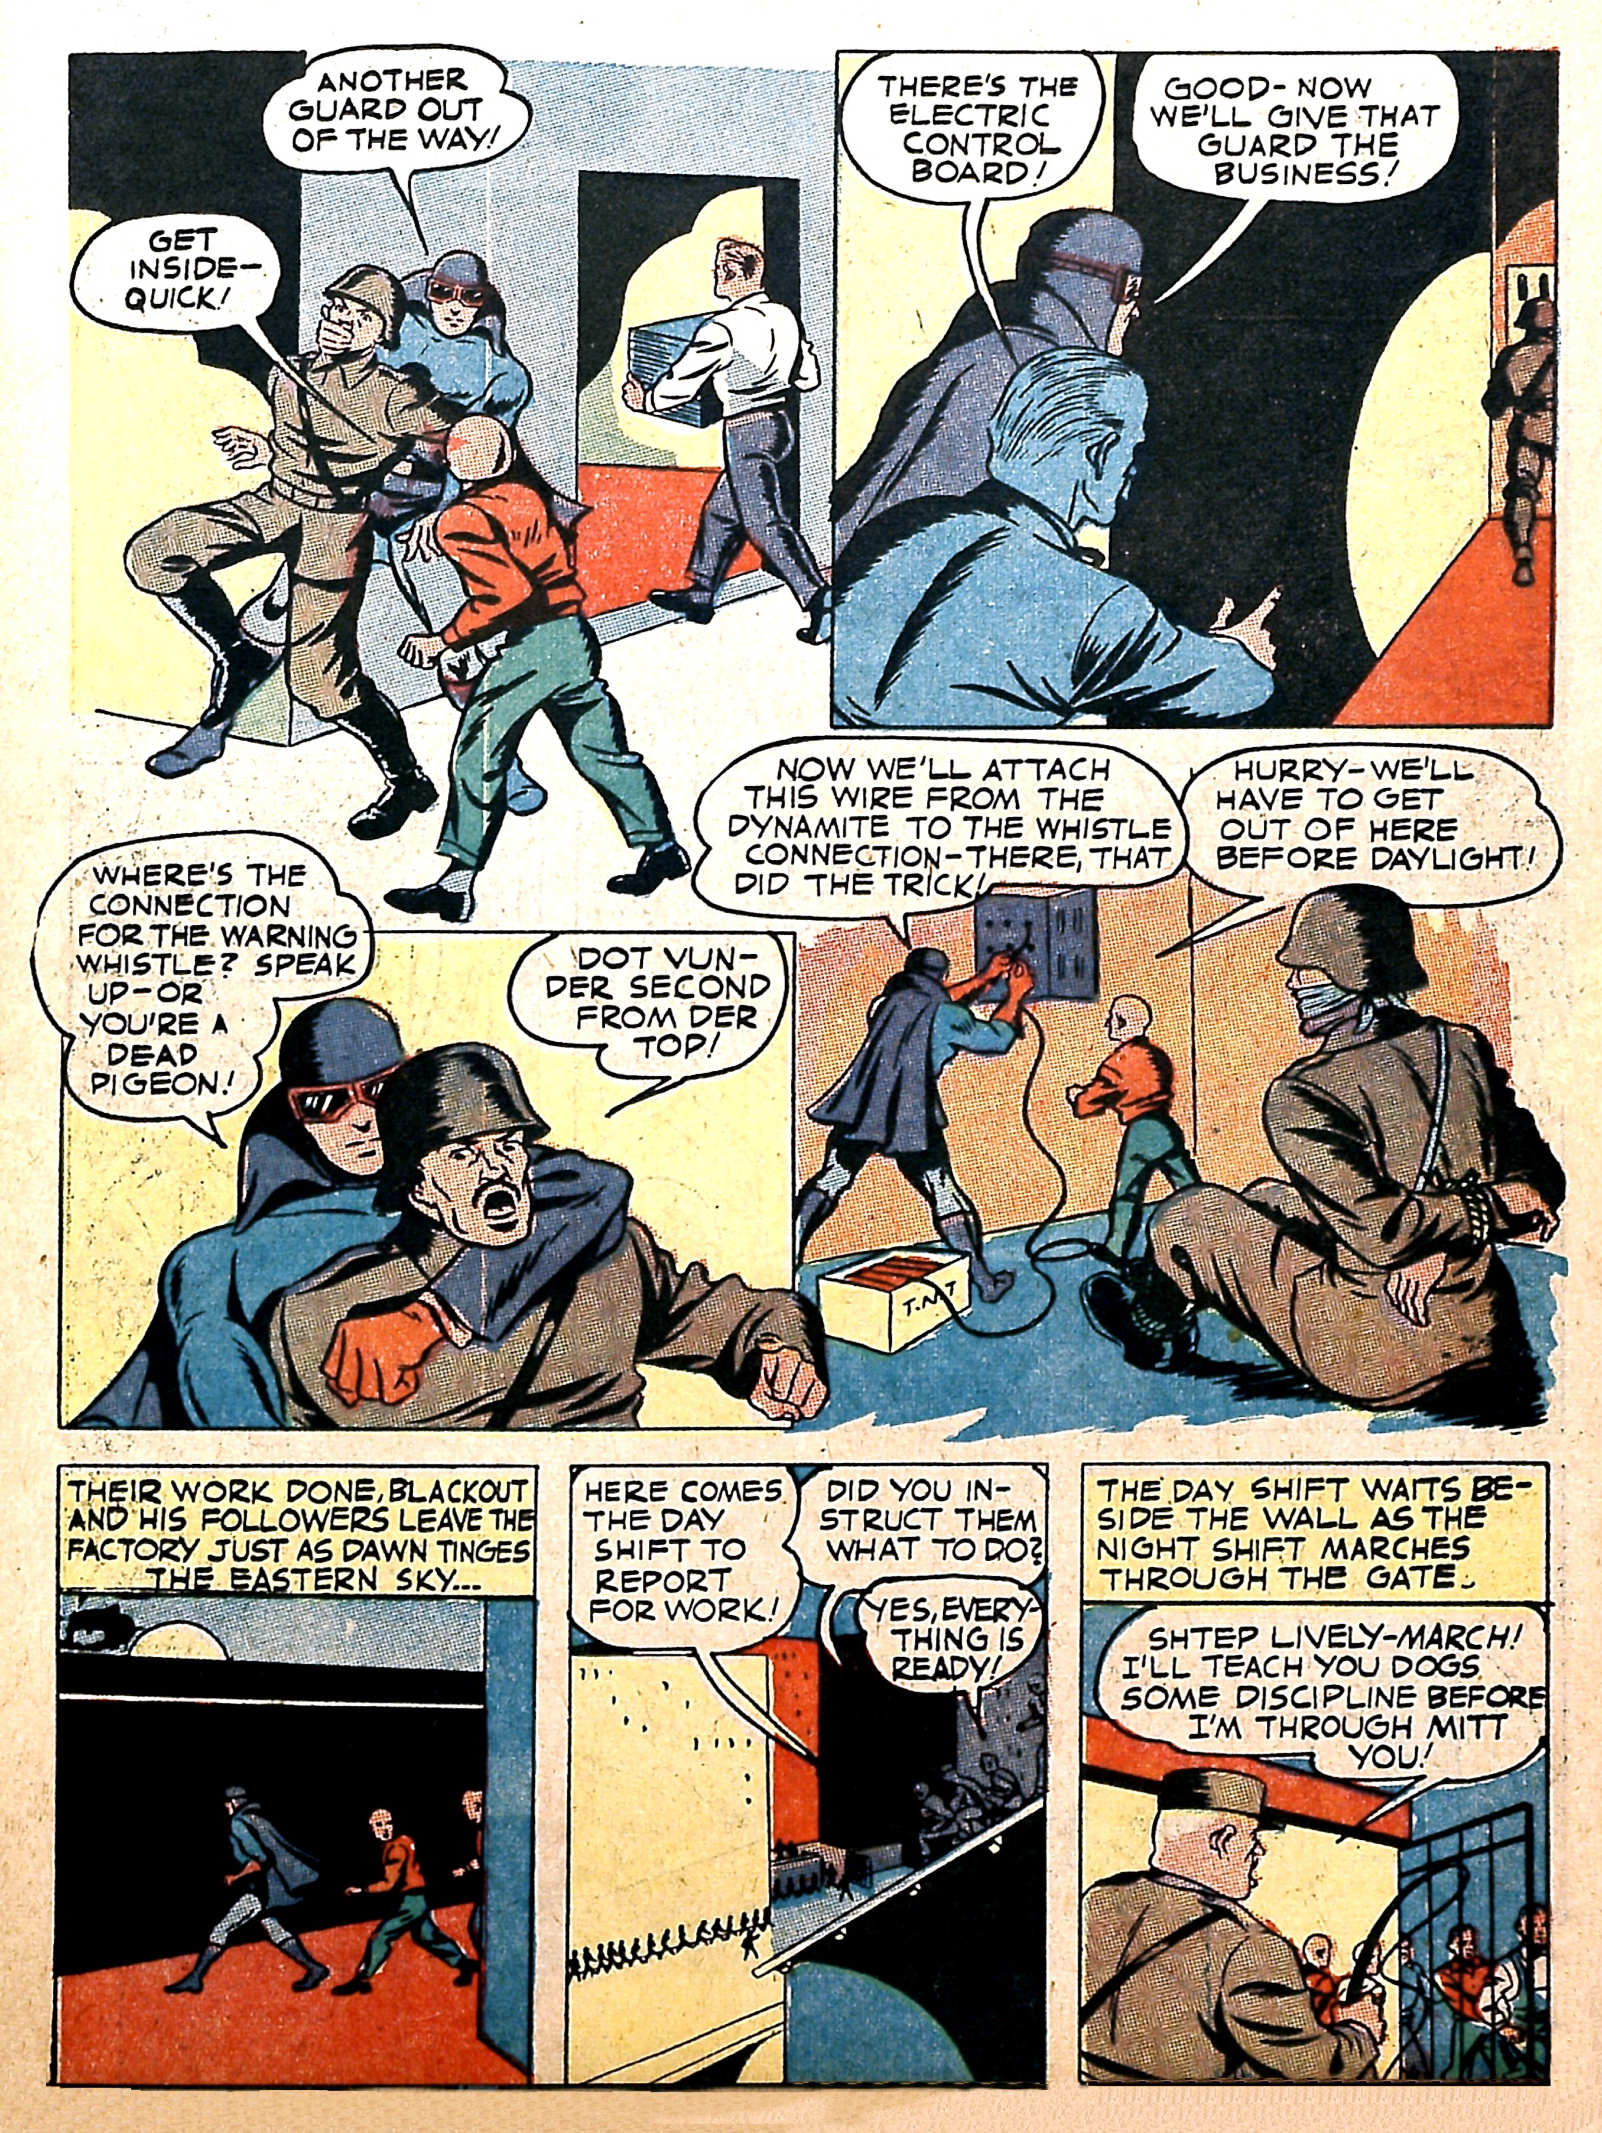 ANOTHER
GUARD OUT
OF THE WAY!
GET
INSIDE—
QUICK!
THERE'S THE
ELECTRIC
CONTROL
BOARD!
GOOD-NOW
WE'LL GIVE THAT
GUARD THE
BUSINESS!
WHERE'S THE
CONNECTION
FOR THE WARNING
WHISTLE? SPEAK
UP-OR
YOU'RE A
DEAD
PIGEON!
DOT VUN-
DER SECOND
FROM DER
TOP!
NOW WE'LL ATTACH
THIS WIRE FROM THE
DYNAMITE TO THE WHISTLE
CONNECTION-THERE, THAT
DID THE TRICK!
HURRY-WE'LL
HAVE TO GET
OUT OF HERE
BEFORE DAYLIGHT!
T.N.T
THEIR WORK DONE, BLACKOUT
AND HIS FOLLOWERS LEAVE THE
FACTORY JUST AS DAWN TINGES
THE EASTERN SKY...
HERE COMES
THE DAY
SHIFT TO
REPORT
FOR WORK!
DID YOU IN-
STRUCT THEM
WHAT TO DO?
YES, EVERY-
THING IS
READY!
THE DAY SHIFT WAITS BE-
SIDE THE WALL AS THE
NIGHT SHIFT MARCHES
THROUGH THE GATE..
SHTEP LIVELY-MARCH!
I'LL TEACH YOU DOGS
SOME DISCIPLINE BEFORE
I'M THROUGH MITT
YOU!